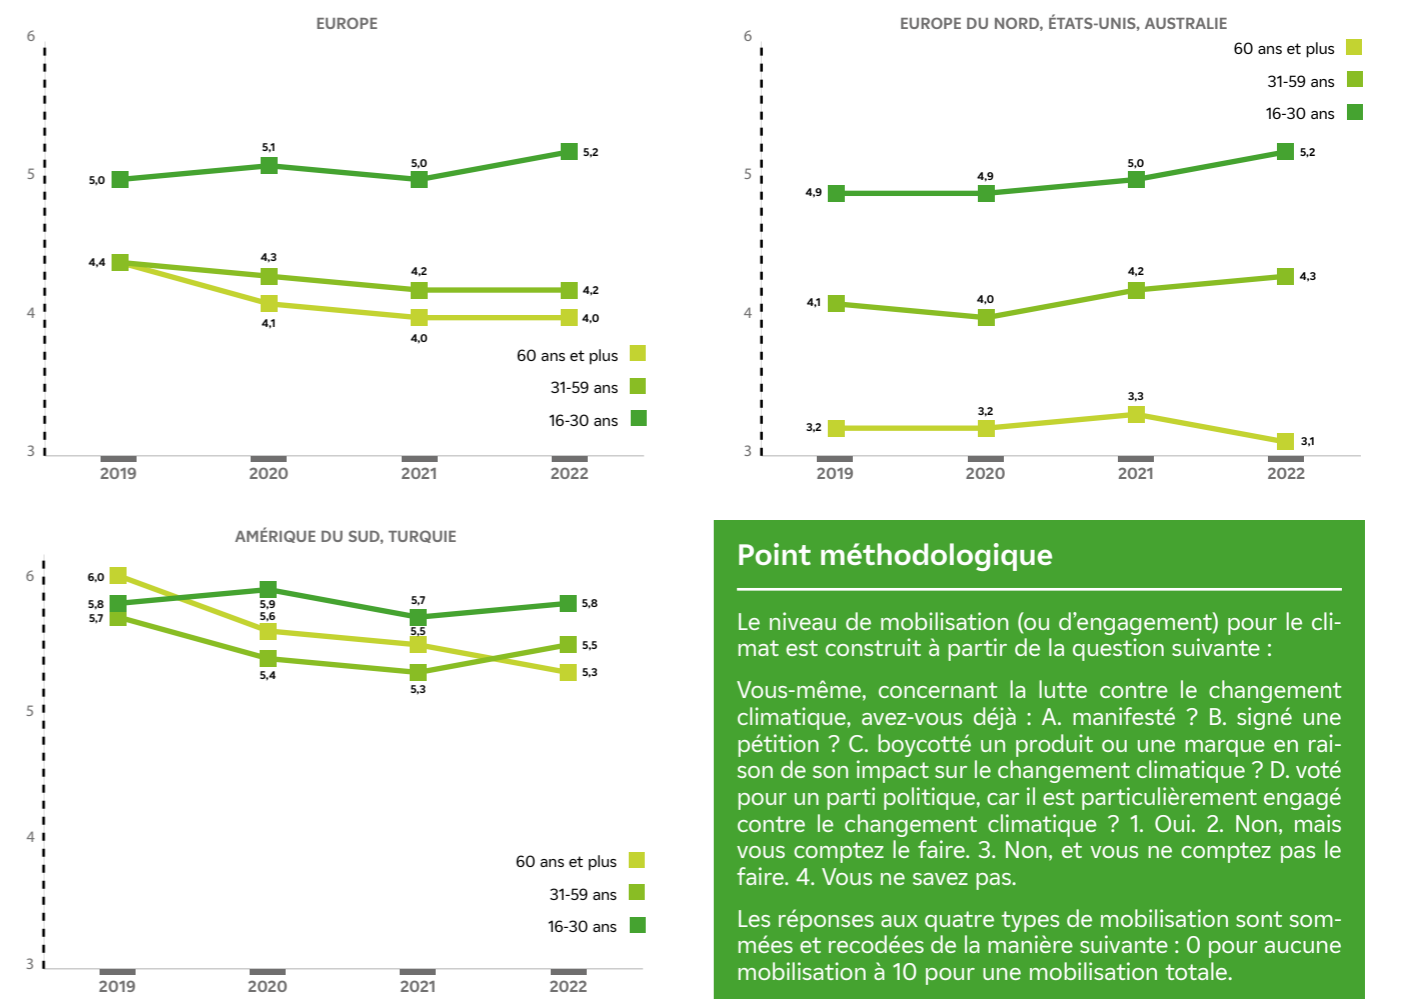 EUROPE
6
5
4
3
5,0
5,1
5,0
5,2
4,4
4,3
4,2
4,2
4,1
4,0
4,0
60 ans et plus
31-59 ans
16-30 ans
2019 2020 2021 2022
EUROPE DU NORD, ÉTATS-UNIS, AUSTRALIE
6
5
4
3
60 ans et plus
31-59 ans
16-30 ans
4,9
4,9
5,0
5,2
4,1
4,0
4,2
4,3
3,2
3,2
3,3
3,1
2019 2020 2021 2022
AMÉRIQUE DU SUD, TURQUIE
6
5
4
3
6,0
5,8
5,7
5,9
5,6
5,4
5,7
5,5
5,3
5,8
5,5
5,3
60 ans et plus
31-59 ans
16-30 ans
2019 2020 2021 2022
Point méthodologique
Le niveau de mobilisation (ou d’engagement) pour le cli-
mat est construit à partir de la question suivante :
Vous-même, concernant la lutte contre le changement
climatique, avez-vous déjà : A. manifesté ? B. signé une
pétition ? C. boycotté un produit ou une marque en rai-
son de son impact sur le changement climatique ? D. voté
pour un parti politique, car il est particulièrement engagé
contre le changement climatique ? 1. Oui. 2. Non, mais
vous comptez le faire. 3. Non, et vous ne comptez pas le
faire. 4. Vous ne savez pas.
Les réponses aux quatre types de mobilisation sont som-
mées et recodées de la manière suivante : 0 pour aucune
mobilisation à 10 pour une mobilisation totale.